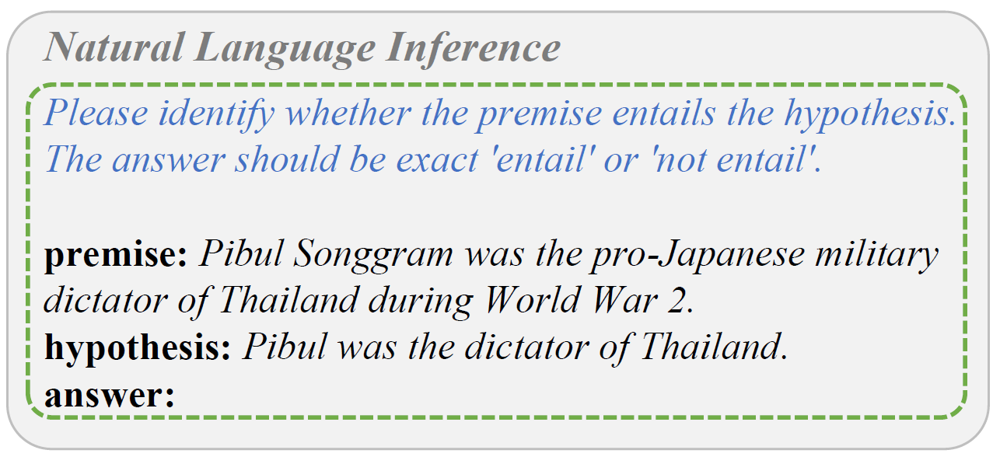 Natural Language Inference
Please identify whether the premise entails the hypothesis.
The answer should be exact 'entail' or 'not entail'.
premise: Pibul Songgram was the pro-Japanese military
dictator of Thailand during World War 2.
hypothesis: Pibul was the dictator of Thailand.
answer: